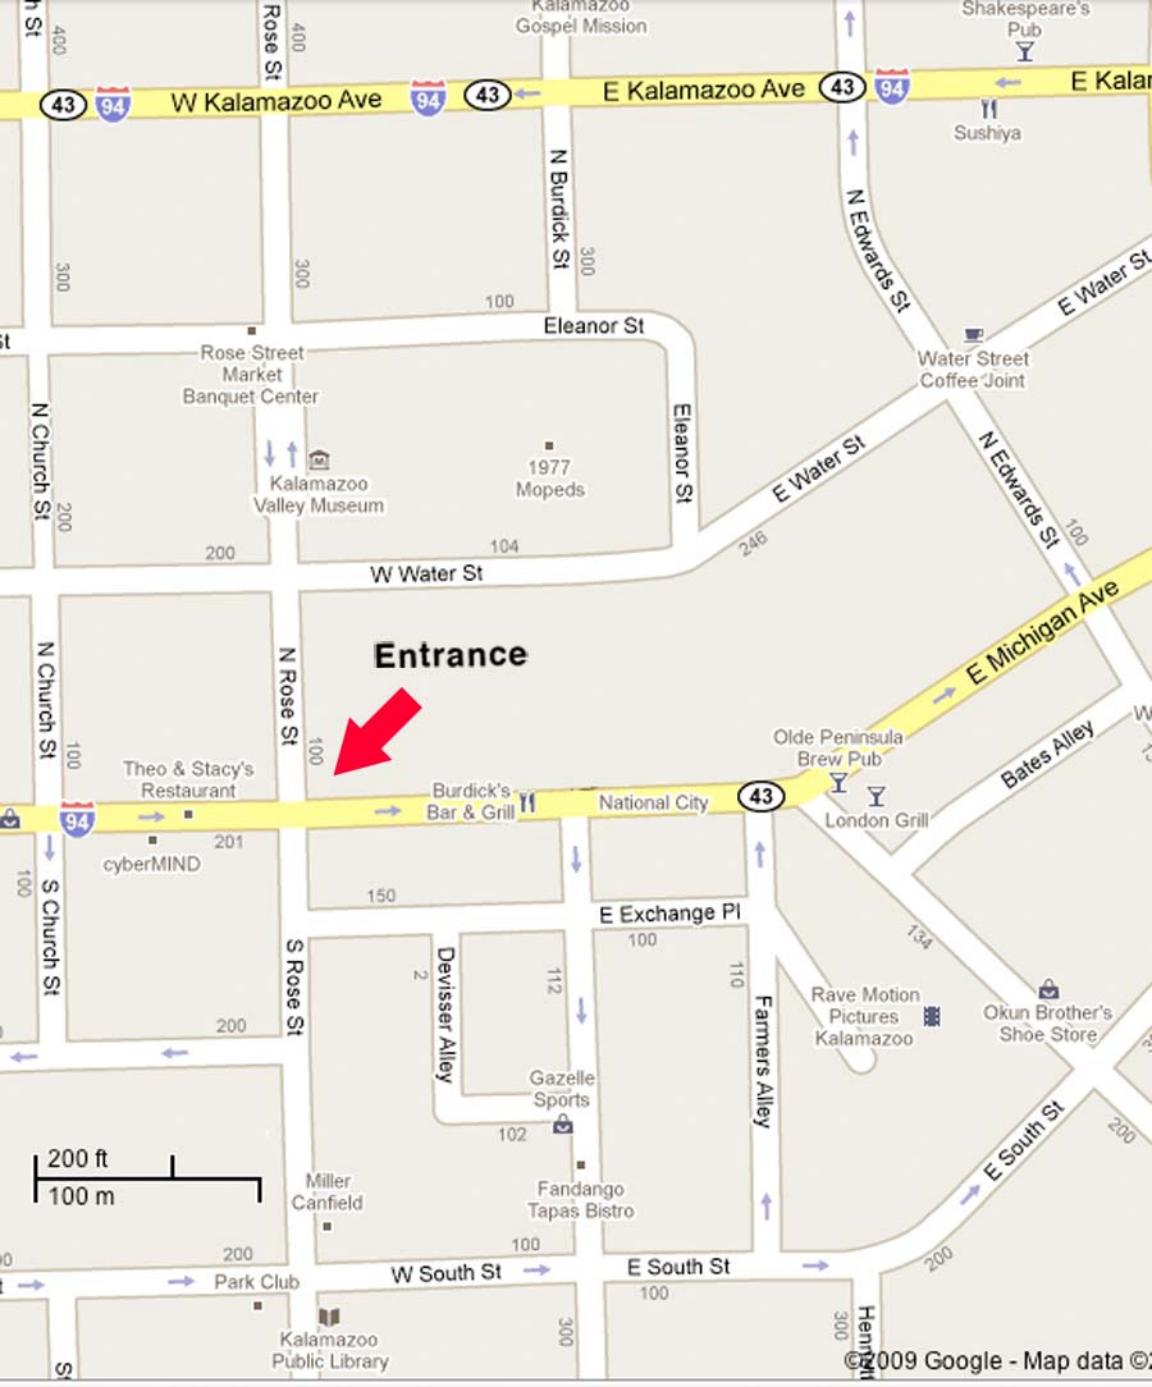 h St
400
Rose St
400
Kalamazoo
Gospel Mission
Shakespeare's
Pub
43
94
W Kalamazoo Ave
94
43
E Kalamazoo Ave
43
94
E Kalar
Sushiya
N Burdick St
300
300
300
N Edwards St
E Water St
100
Eleanor St
St
Rose Street
Market
Banquet Center
Water Street
Coffee Joint
N Church St
200
Eleanor St
1977
Mopeds
Kalamazoo
Valley Museum
E Water St
246
N Edwards St
100
200
104
W Water St
E Michigan Ave
N Church St
100
N Rose St
100
Entrance
Theo & Stacy's
Restaurant
94
Burdick's
Bar & Grill
National City
43
Olde Peninsula
Brew Pub
London Grill
Bates Alley
W
cyberMIND
201
100
S Church St
150
E Exchange Pl
100
S Rose St
2
Devisser Alley
112
110
Farmers Alley
134
Rave Motion
Pictures
Kalamazoo
Okun Brother's
Shoe Store
200
Gazelle
Sports
102
E South St
200
200 ft
100 m
Miller
Canfield
Fandango
Tapas Bistro
200
Park Club
W South St
100
E South St
100
200
Kalamazoo
Public Library
300
300
St
©2009 Google - Map data ©2